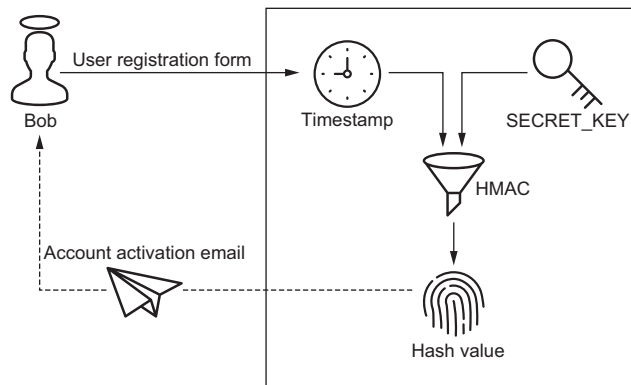 User registration form
Bob
Timestamp
SECRET_KEY
HMAC
Account activation email
Hash value